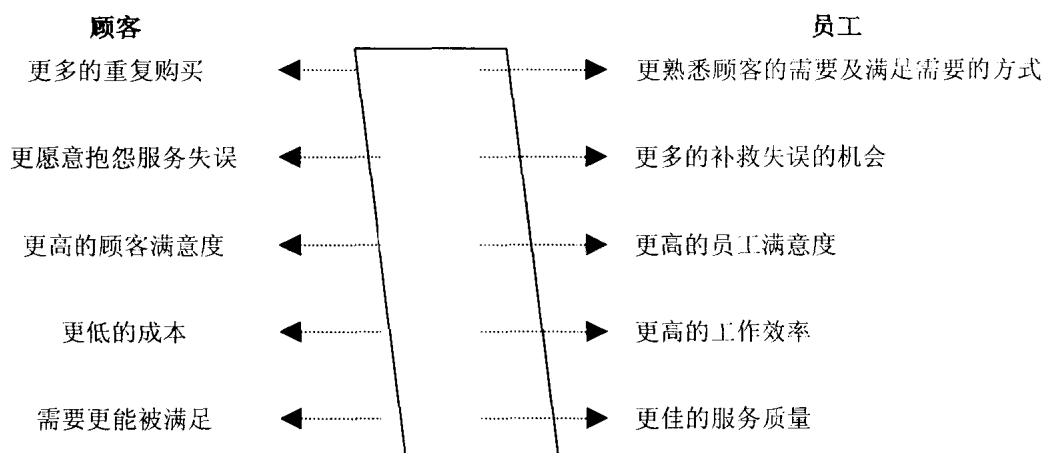 顾客 员工
更多的重复购买 更熟悉顾客的需要及满足需要的方式
更愿意抱怨服务失误 更多的补救失误的机会
更高的顾客满意度 更高的员工满意度
更低的成本 更高的工作效率
需要更能被满足 更佳的服务质量